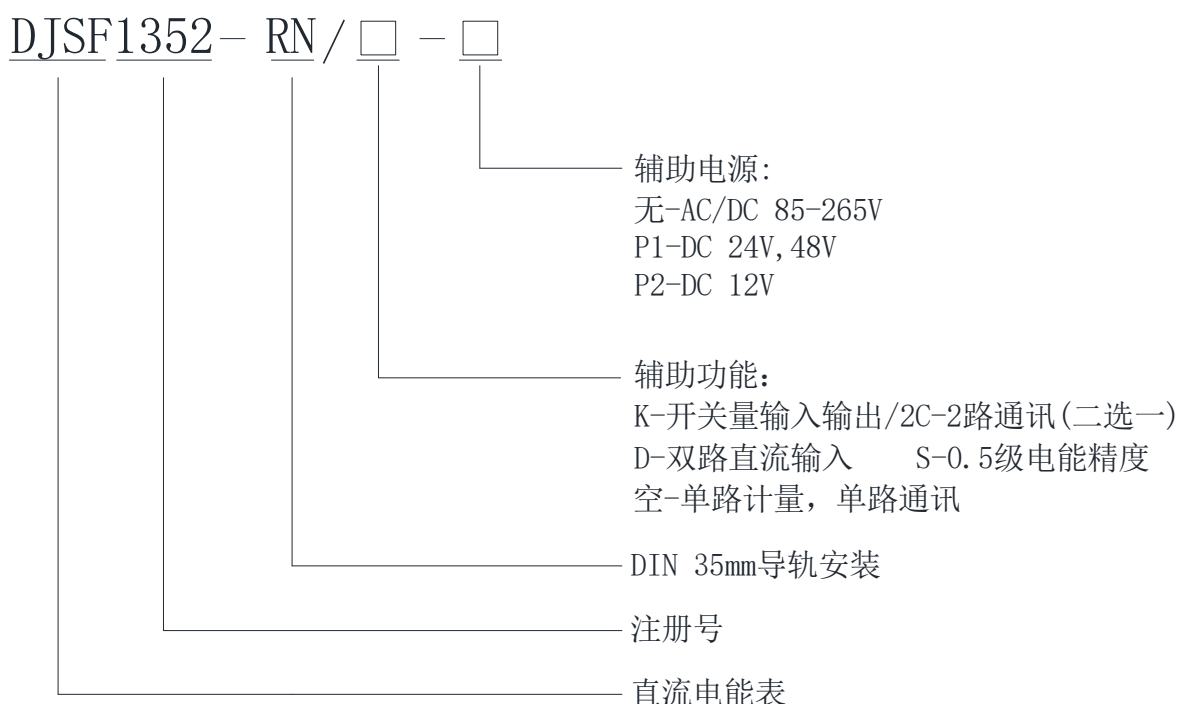 DJSF1352- RN/□ -□
辅助电源:
无-AC/DC 85-265V
P1-DC 24V,48V
P2-DC 12V
辅助功能：
K-开关量输入输出/2C-2路通讯(二选一)
D-双路直流输入 S-0.5级电能精度
空-单路计量，单路通讯
DIN 35mm导轨安装
注册号
直流电能表